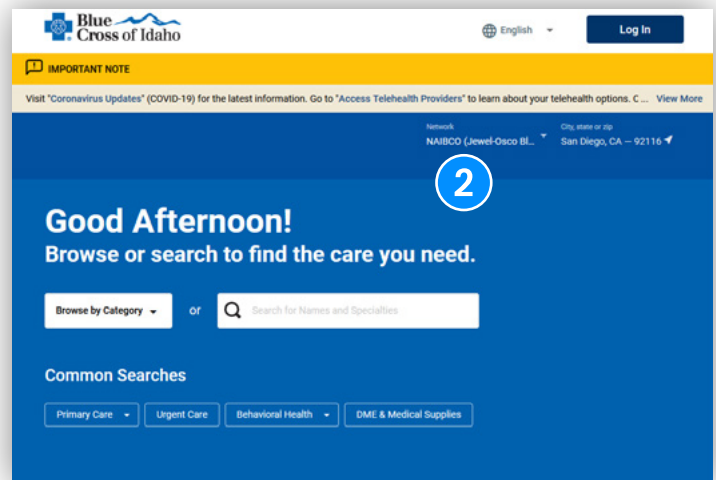 Blue
Cross of Idaho
English
Log In
IMPORTANT NOTE
Visit "Coronavirus Updates" (COVID-19) for the latest information. Go to "Access Telehealth Providers" to learn about your telehealth options. C ... View More
Network
NAIBCO (Jewel-Osco Bl...
City, state or zip
San Diego, CA — 92116
2
Good Afternoon!
Browse or search to find the care you need.
Browse by Category
or
Search for Names and Specialties
Common Searches
Primary Care
Urgent Care
Behavioral Health
DME & Medical Supplies